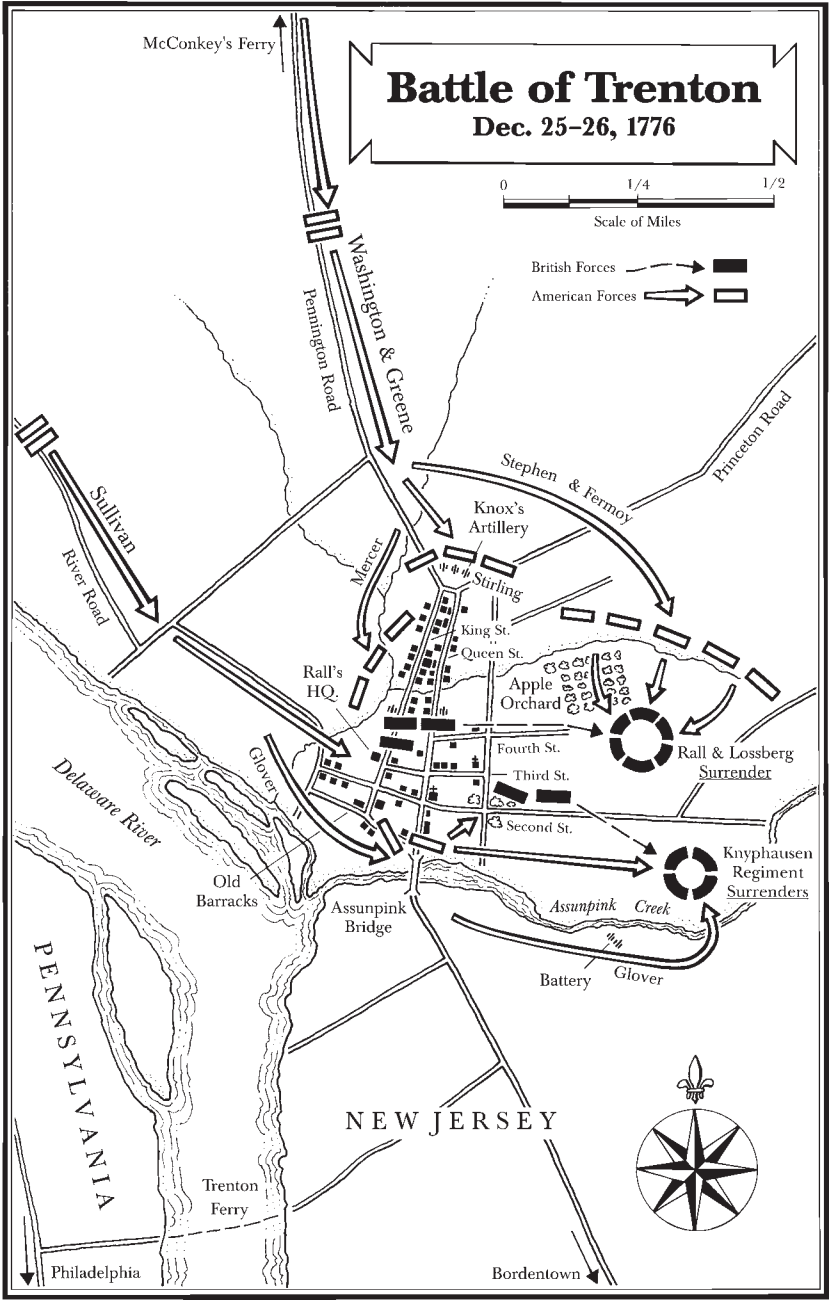 McConkey's Ferry
Battle of Trenton
Dec. 25–26, 1776
0 1/4 1/2
Scale of Miles
British Forces
American Forces
Washington & Greene
Pennington Road
Princeton Road
Sullivan
River Road
Stephen & Fermoy
Knox's
Artillery
Mercer
Stirling
King St.
Queen St.
Rall's
HQ.
Apple
Orchard
Fourth St.
Rall & Lossberg
Surrender
Third St.
Glover
Delaware River
Second St.
Old
Barracks
Assunpink
Bridge
Knyphausen
Regiment
Surrenders
Assunpink Creek
Battery
Glover
PENNSYLVANIA
NEW JERSEY
Trenton
Ferry
Philadelphia
Bordentown